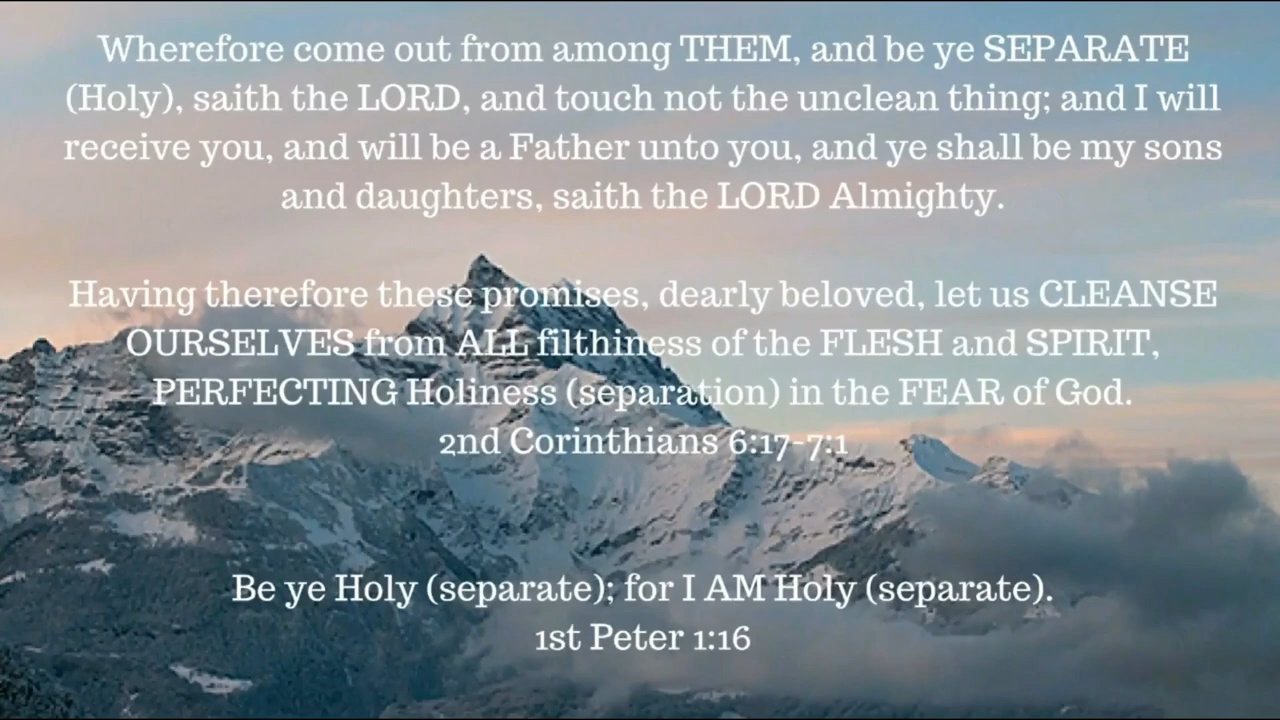 Wherefore come out from among THEM, and be ye SEPARATE
(Holy), saith the LORD, and touch not the unclean thing; and I will
receive you, and will be a Father unto you, and ye shall be my sons
and daughters, saith the LORD Almighty.
Having therefore these promises, dearly beloved, let us CLEANSE
OURSELVES from ALL filthiness of the FLESH and SPIRIT,
PERFECTING Holiness (separation) in the FEAR of God.
2nd Corinthians 6:17-7:1
Be ye Holy (separate); for I AM Holy (separate).
1st Peter 1:16